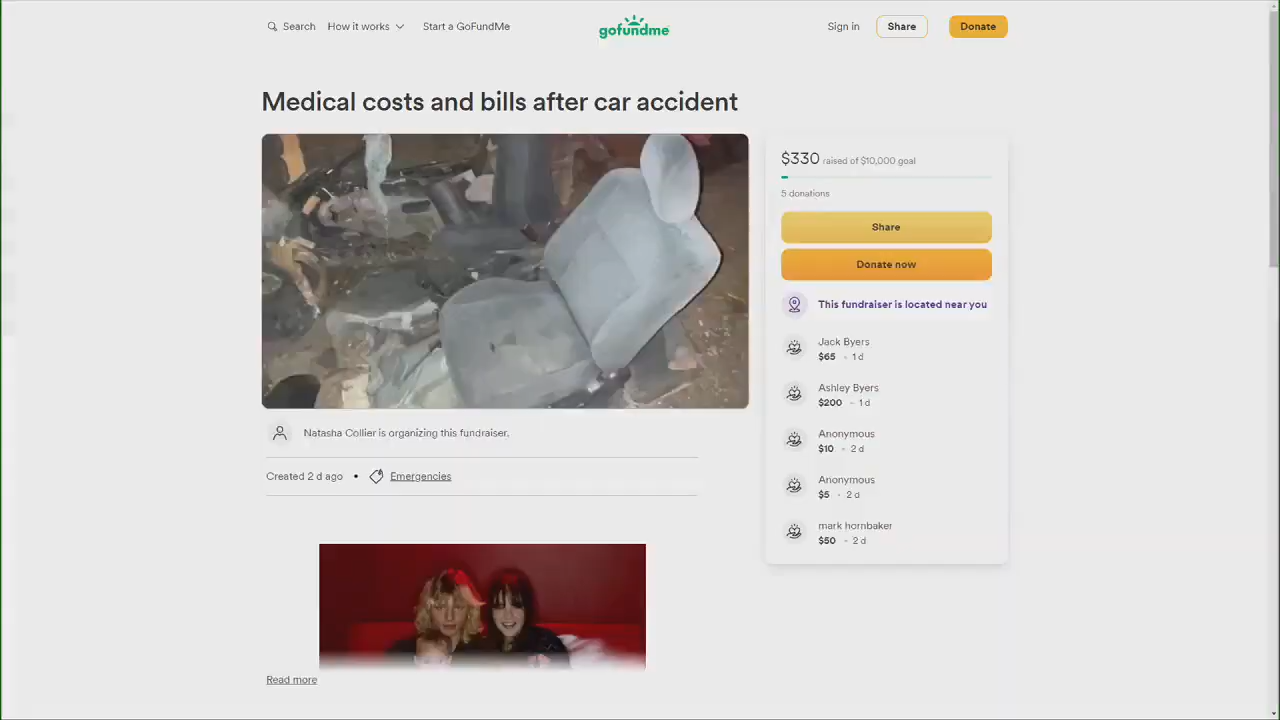 Search
How it works
Start a GoFundMe
gofundme
Sign in
Share
Donate
Medical costs and bills after car accident
$330 raised of $10,000 goal
5 donations
Share
Donate now
This fundraiser is located near you
Jack Byers
$65 · 1 d
Ashley Byers
$200 · 1 d
Anonymous
$10 · 2 d
Anonymous
$5 · 2 d
mark hornbaker
$50 · 2 d
Natasha Collier is organizing this fundraiser.
Created 2 d ago • Emergencies
Read more